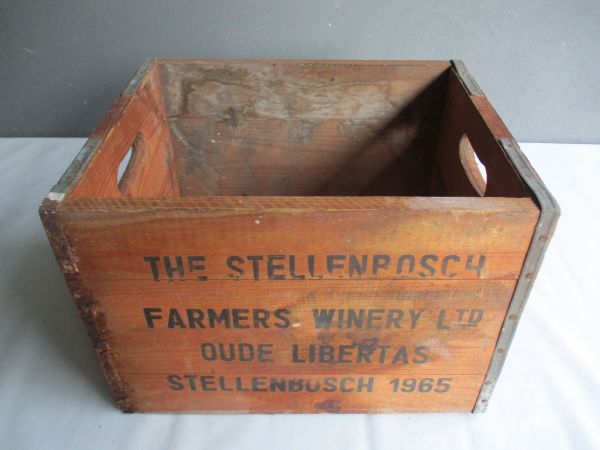 THE STELLENBOSCH
FARMERS. WINERY LTD
OUDE LIBERTAS
STELLENBOSCH 1965